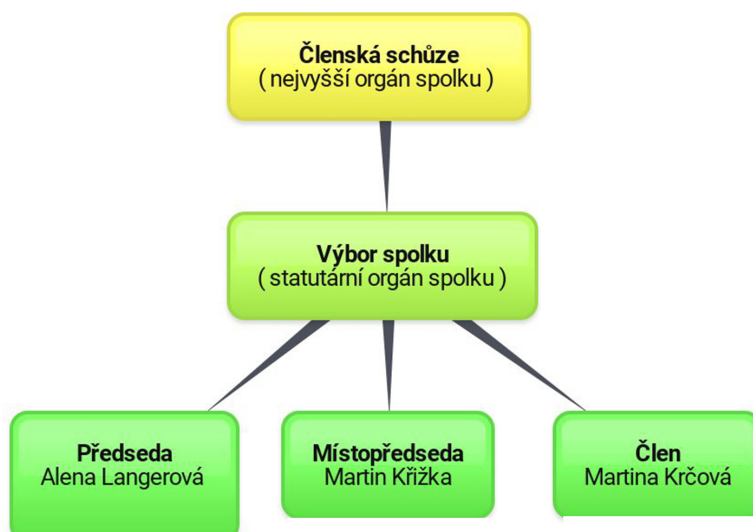 Členská schůze
( nejvyšší orgán spolku )
Výbor spolku
( statutární orgán spolku )
Předseda
Alena Langerová
Místopředseda
Martin Křižka
Člen
Martina Krčová